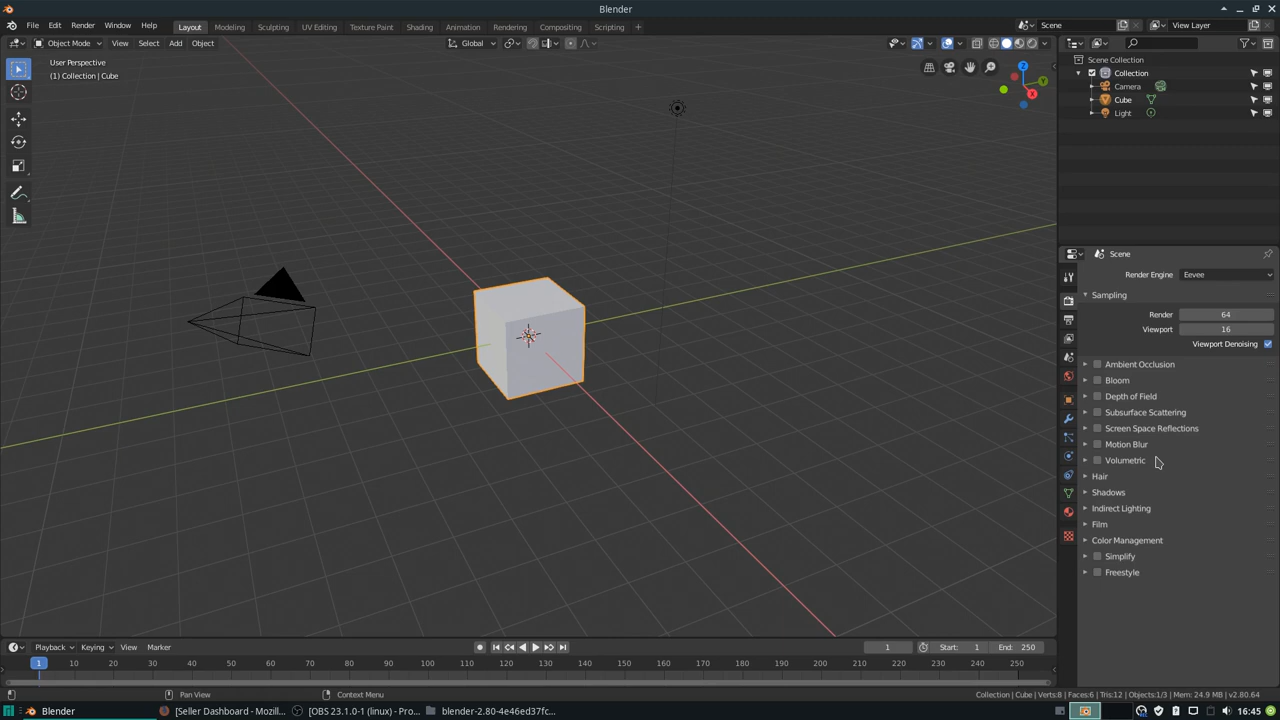 Blender
File Edit Render Window Help Layout Modeling Sculpting UV Editing Texture Paint Shading Animation Rendering Compositing Scripting + Scene View Layer
Object Mode View Select Add Object Global
User Perspective
(1) Collection | Cube
Z
Y
X
Scene Collection
Collection
Camera
Cube
Light
Scene
Render Engine Eevee
Sampling
Render 64
Viewport 16
Viewport Denoising
Ambient Occlusion
Bloom
Depth of Field
Subsurface Scattering
Screen Space Reflections
Motion Blur
Volumetric
Hair
Shadows
Indirect Lighting
Film
Color Management
Simplify
Freestyle
Playback Keying View Marker 1 Start: 1 End: 250
1 10 20 30 40 50 60 70 80 90 100 110 120 130 140 150 160 170 180 190 200 210 220 230 240 250
Pan View Context Menu Collection | Cube | Verts:8 | Faces:6 | Tris:12 | Objects:1/3 | Mem: 24.9 MB | v2.80.64
Blender [Seller Dashboard - Mozill... [OBS 23.1.0-1 (linux) - Pro... blender-2.80-4e46ed37fc... 16:45